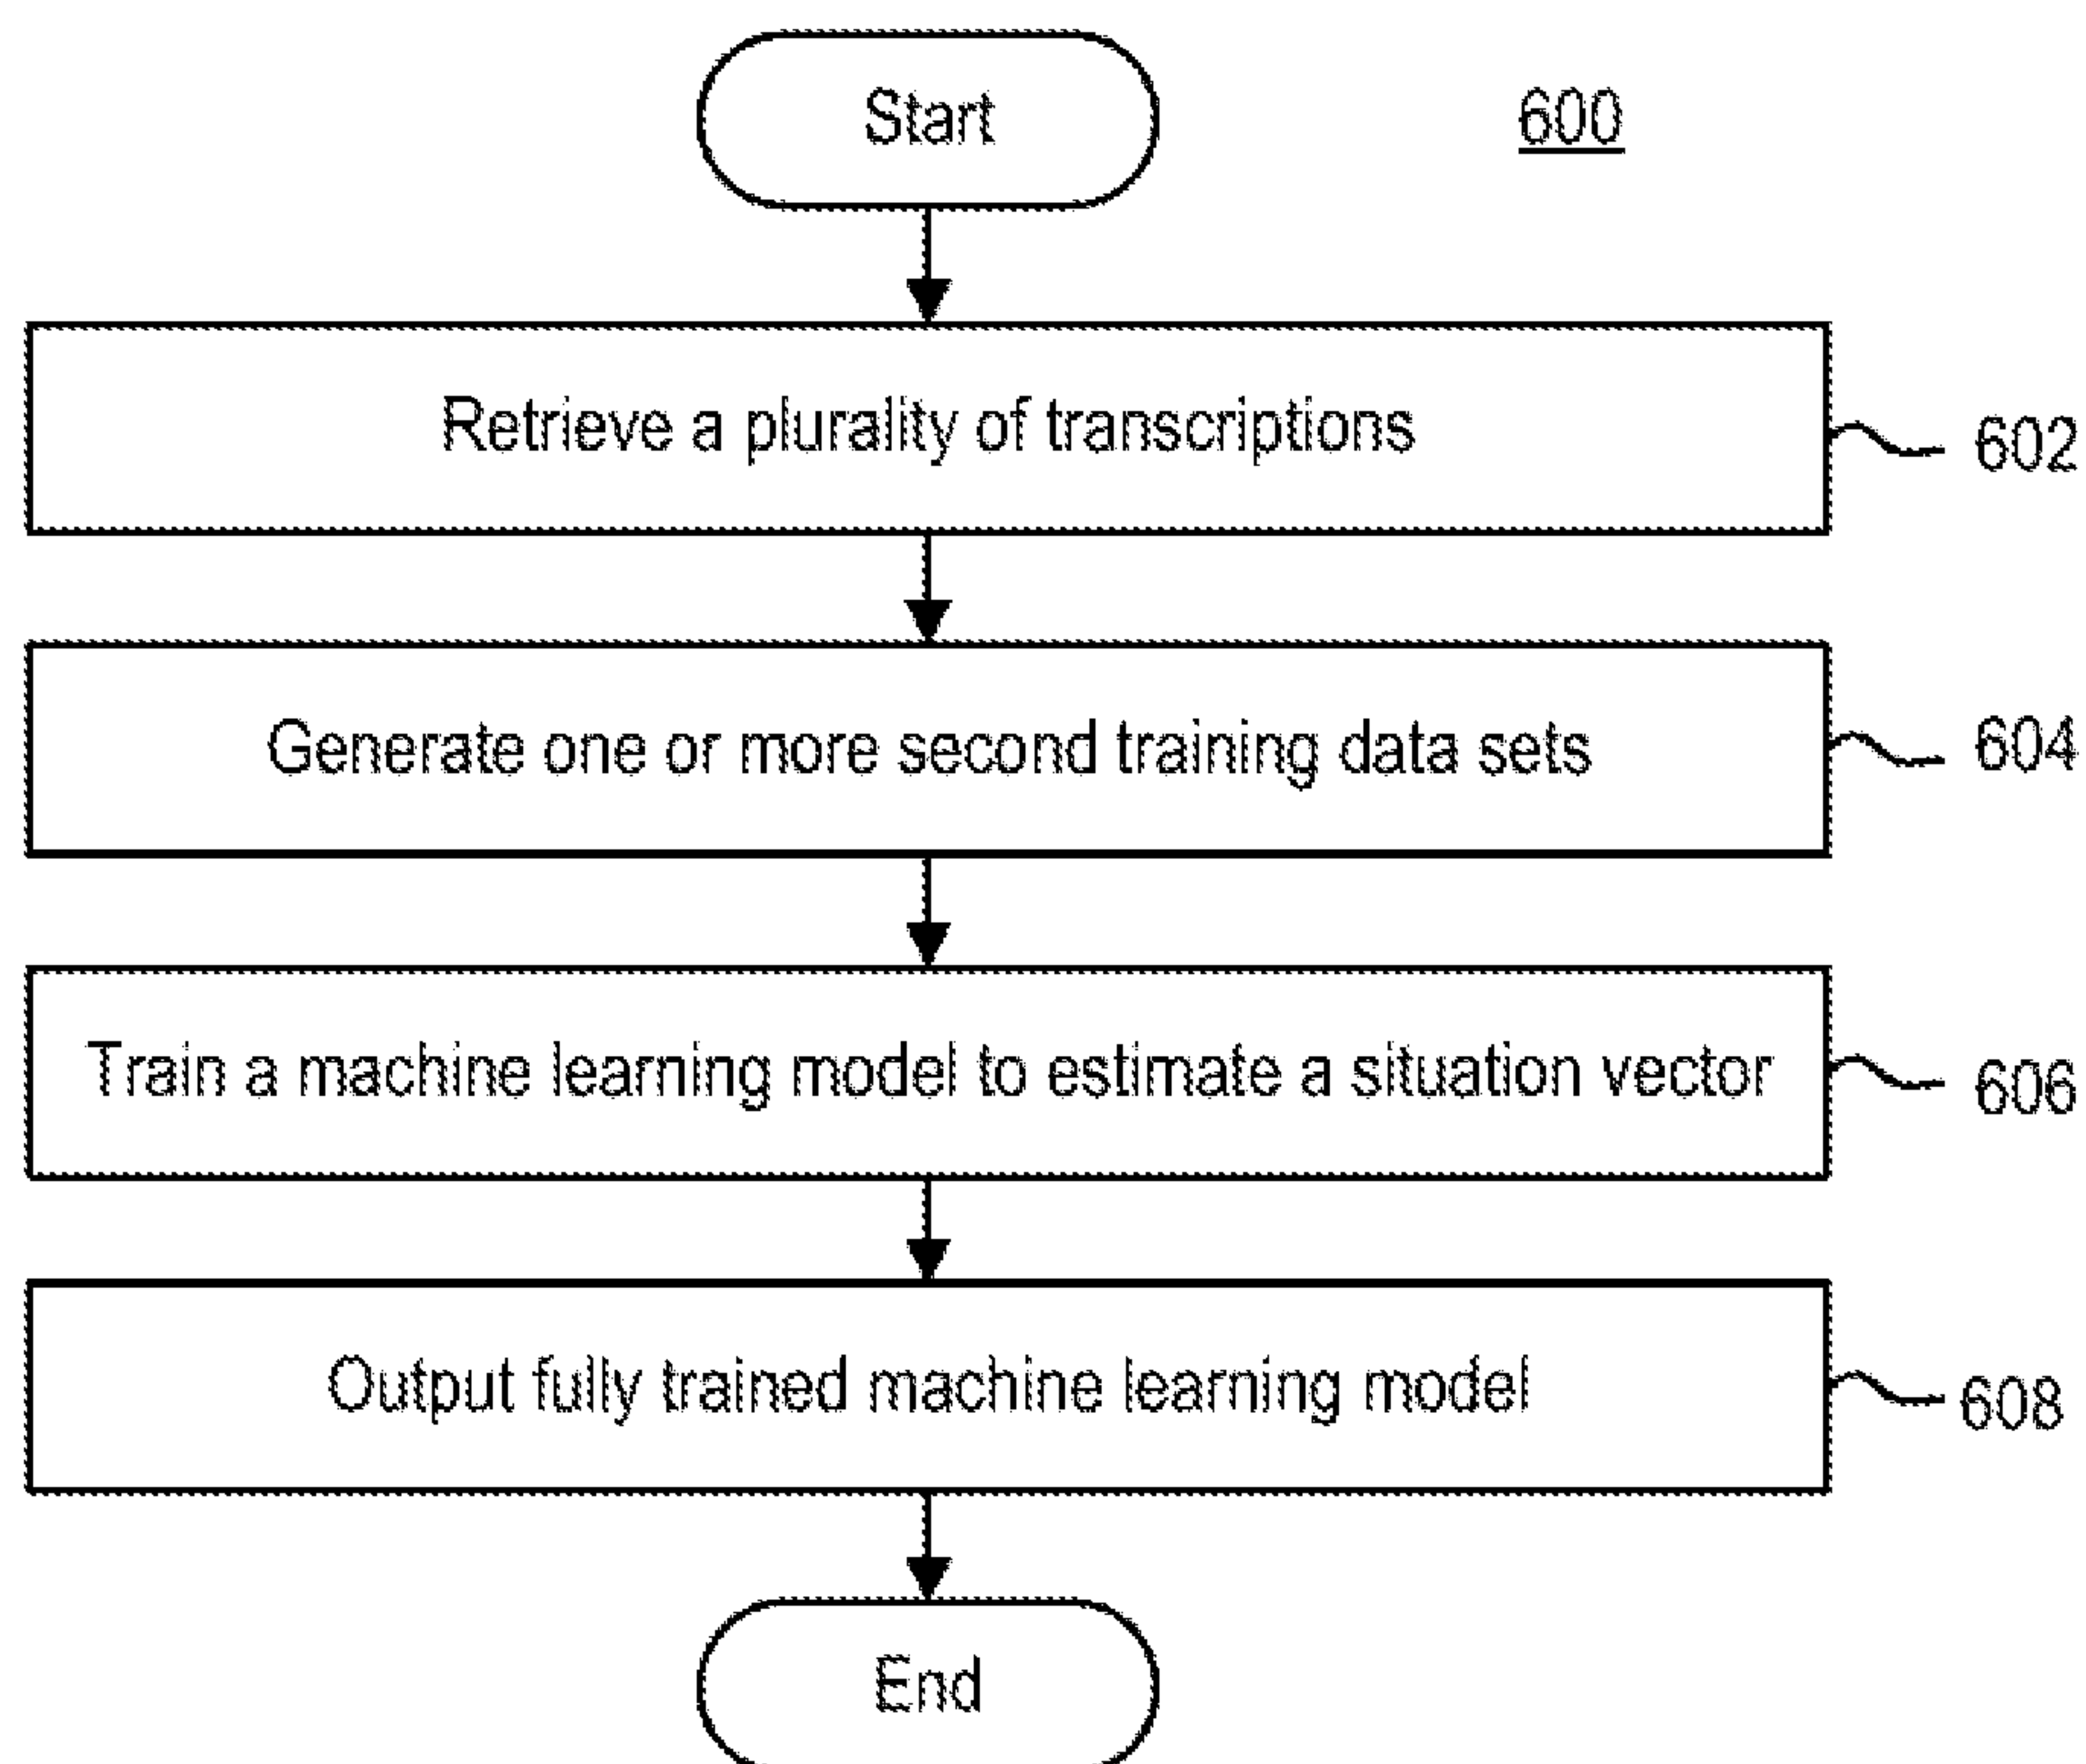 Start
600
Retrieve a plurality of transcriptions
602
Generate one or more second training data sets
604
Train a machine learning model to estimate a situation vector
606
Output fully trained machine learning model
608
End